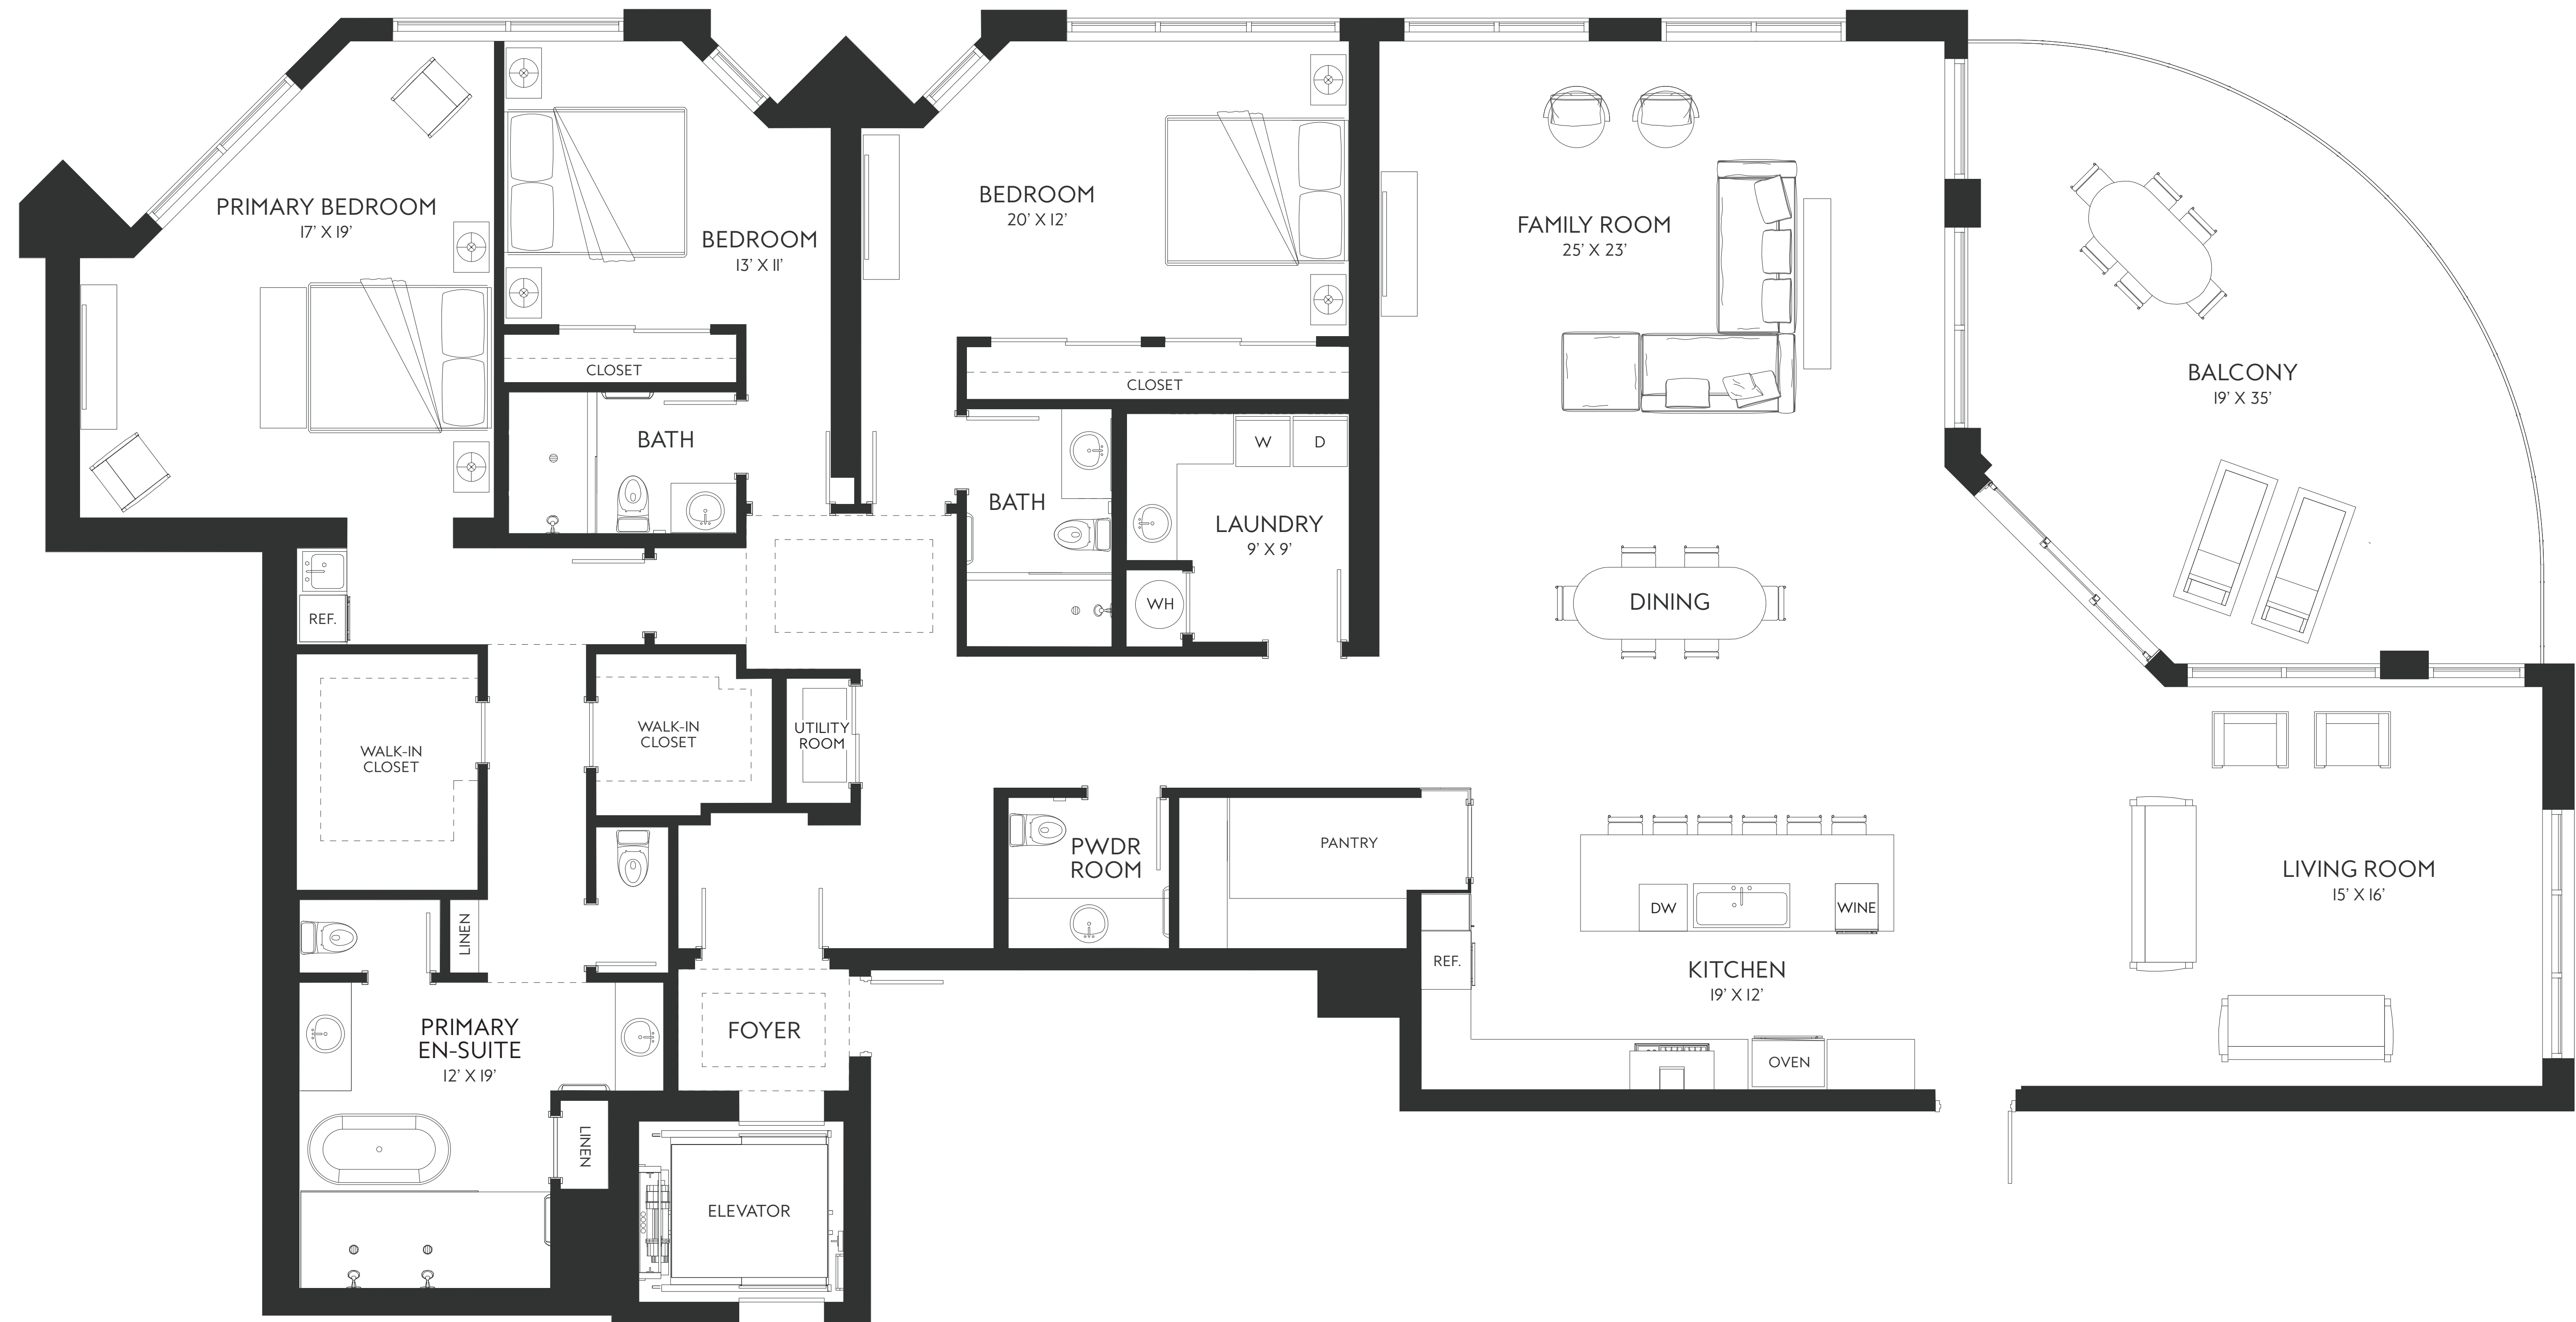 PRIMARY BEDROOM
17' X 19'
BEDROOM
13' X 11'
BEDROOM
20' X 12'
FAMILY ROOM
25' X 23'
BALCONY
19' X 35'
CLOSET
CLOSET
BATH
BATH
W
D
LAUNDRY
9' X 9'
WH
DINING
REF.
WALK-IN
CLOSET
WALK-IN
CLOSET
UTILITY
ROOM
PWDR
ROOM
PANTRY
LIVING ROOM
15' X 16'
LINEN
DW
WINE
REF.
KITCHEN
19' X 12'
OVEN
PRIMARY
EN-SUITE
12' X 19'
FOYER
LINEN
ELEVATOR